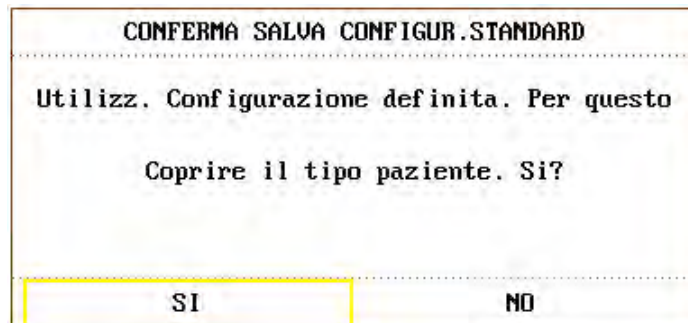 CONFERMA SALVA CONFIGUR.STANDARD
Utilizz. Configurazione definita. Per questo
Coprire il tipo paziente. Si?
SI NO